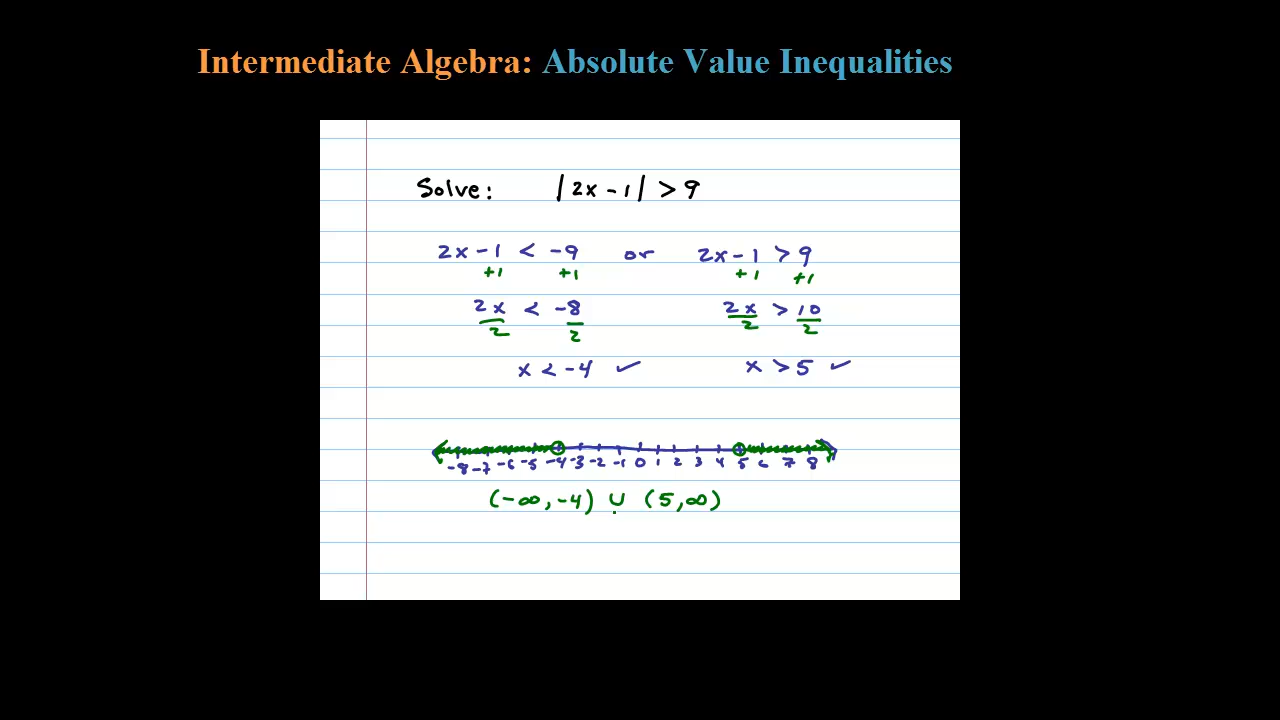 Intermediate Algebra: Absolute Value Inequalities
Solve: |2x - 1| > 9
2x - 1 < -9 or 2x - 1 > 9
+1 +1 +1 +1
2x < -8 2x > 10
2 2 2 2
x < -4 ✓ x > 5 ✓
-8 -7 -6 -5 -4 -3 -2 -1 0 1 2 3 4 5 6 7 8
(-∞, -4) ∪ (5, ∞)